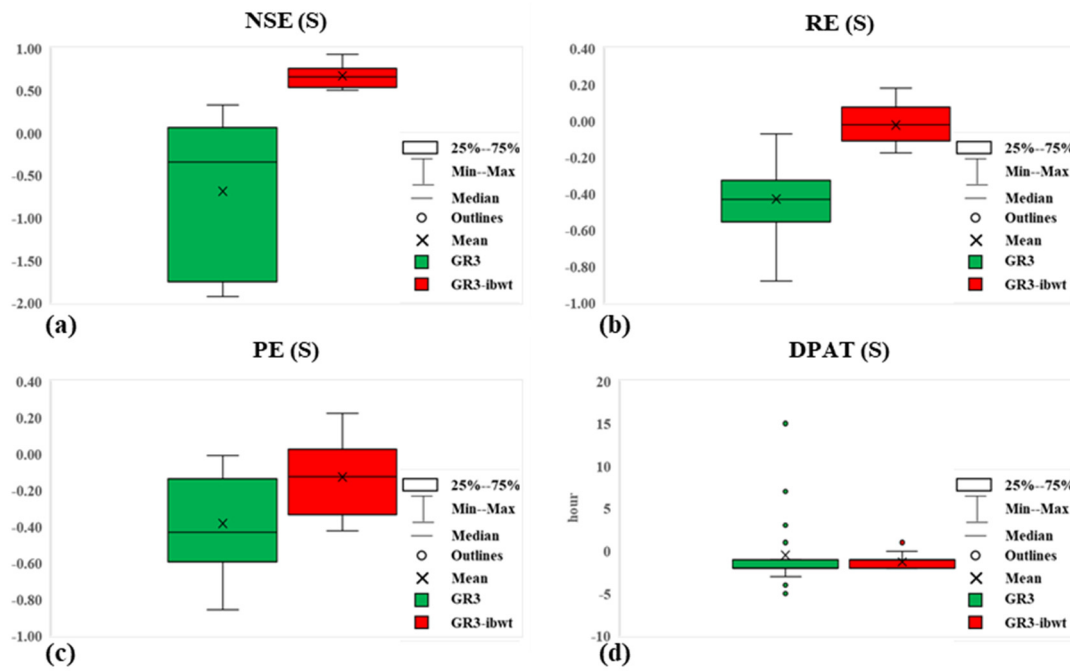 NSE (S)
1.00
0.50
0.00
-0.50
-1.00
-1.50
-2.00
25%--75%
Min--Max
Median
Outlines
Mean
GR3
GR3-ibwt
(a)
RE (S)
0.40
0.20
0.00
-0.20
-0.40
-0.60
-0.80
-1.00
25%--75%
Min--Max
Median
Outlines
Mean
GR3
GR3-ibwt
(b)
PE (S)
0.40
0.20
0.00
-0.20
-0.40
-0.60
-0.80
-1.00
25%--75%
Min--Max
Median
Outlines
Mean
GR3
GR3-ibwt
(c)
DPAT (S)
20
15
10
5
0
-5
-10
hour
25%--75%
Min--Max
Median
Outlines
Mean
GR3
GR3-ibwt
(d)